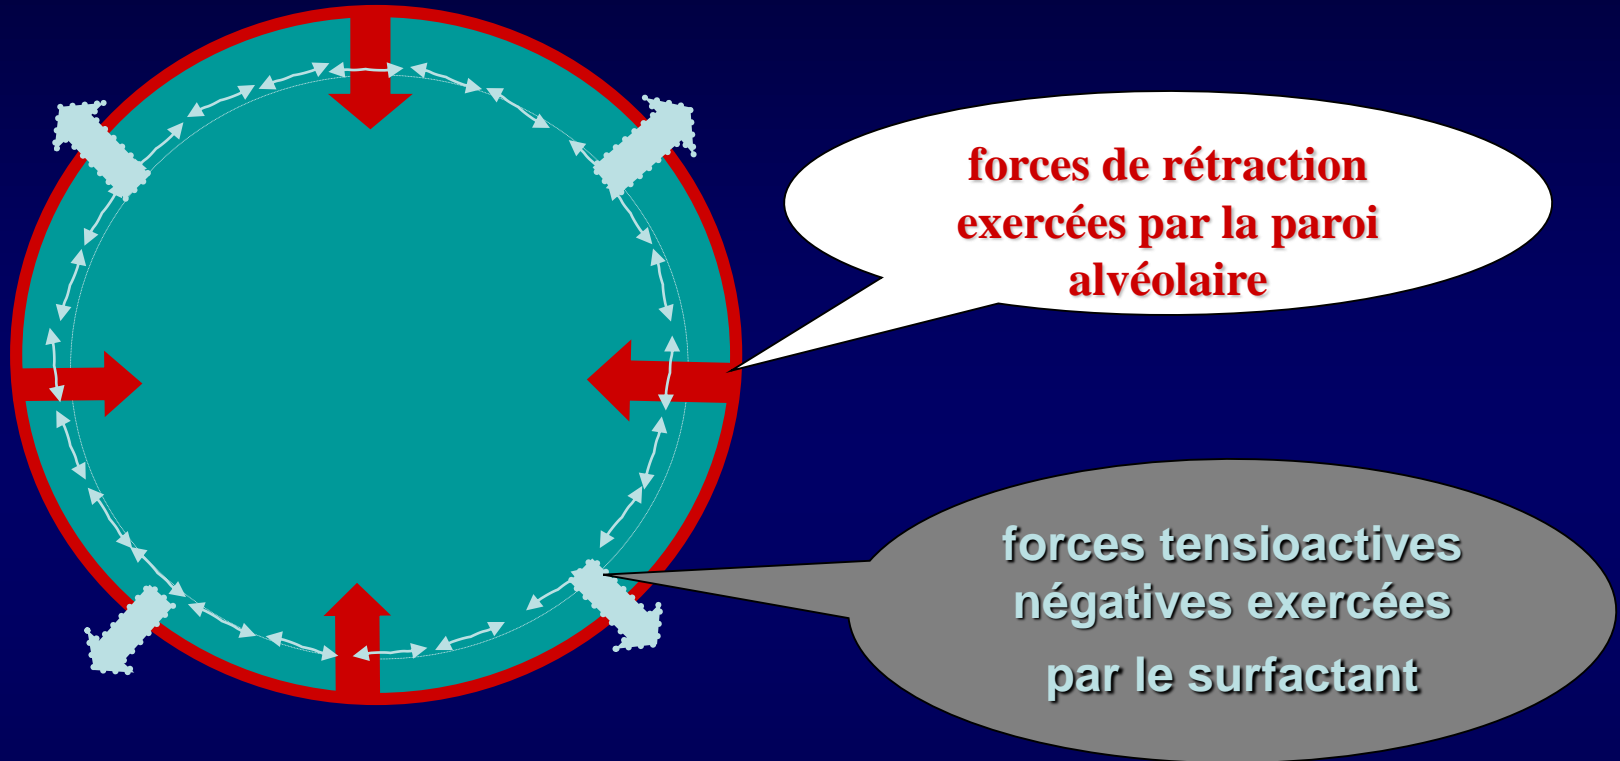 forces de rétraction
exercées par la paroi
alvéolaire
forces tensioactives
négatives exercées
par le surfactant